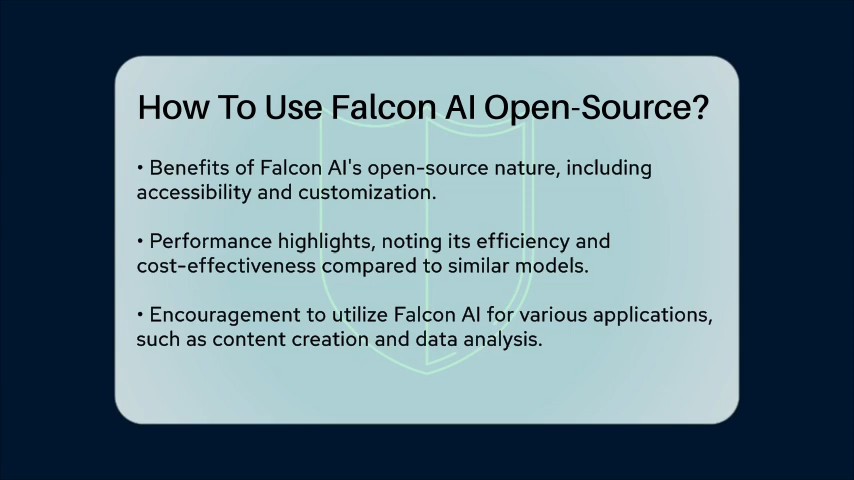 How To Use Falcon AI Open-Source?
• Benefits of Falcon AI's open-source nature, including
accessibility and customization.
• Performance highlights, noting its efficiency and
cost-effectiveness compared to similar models.
• Encouragement to utilize Falcon AI for various applications,
such as content creation and data analysis.